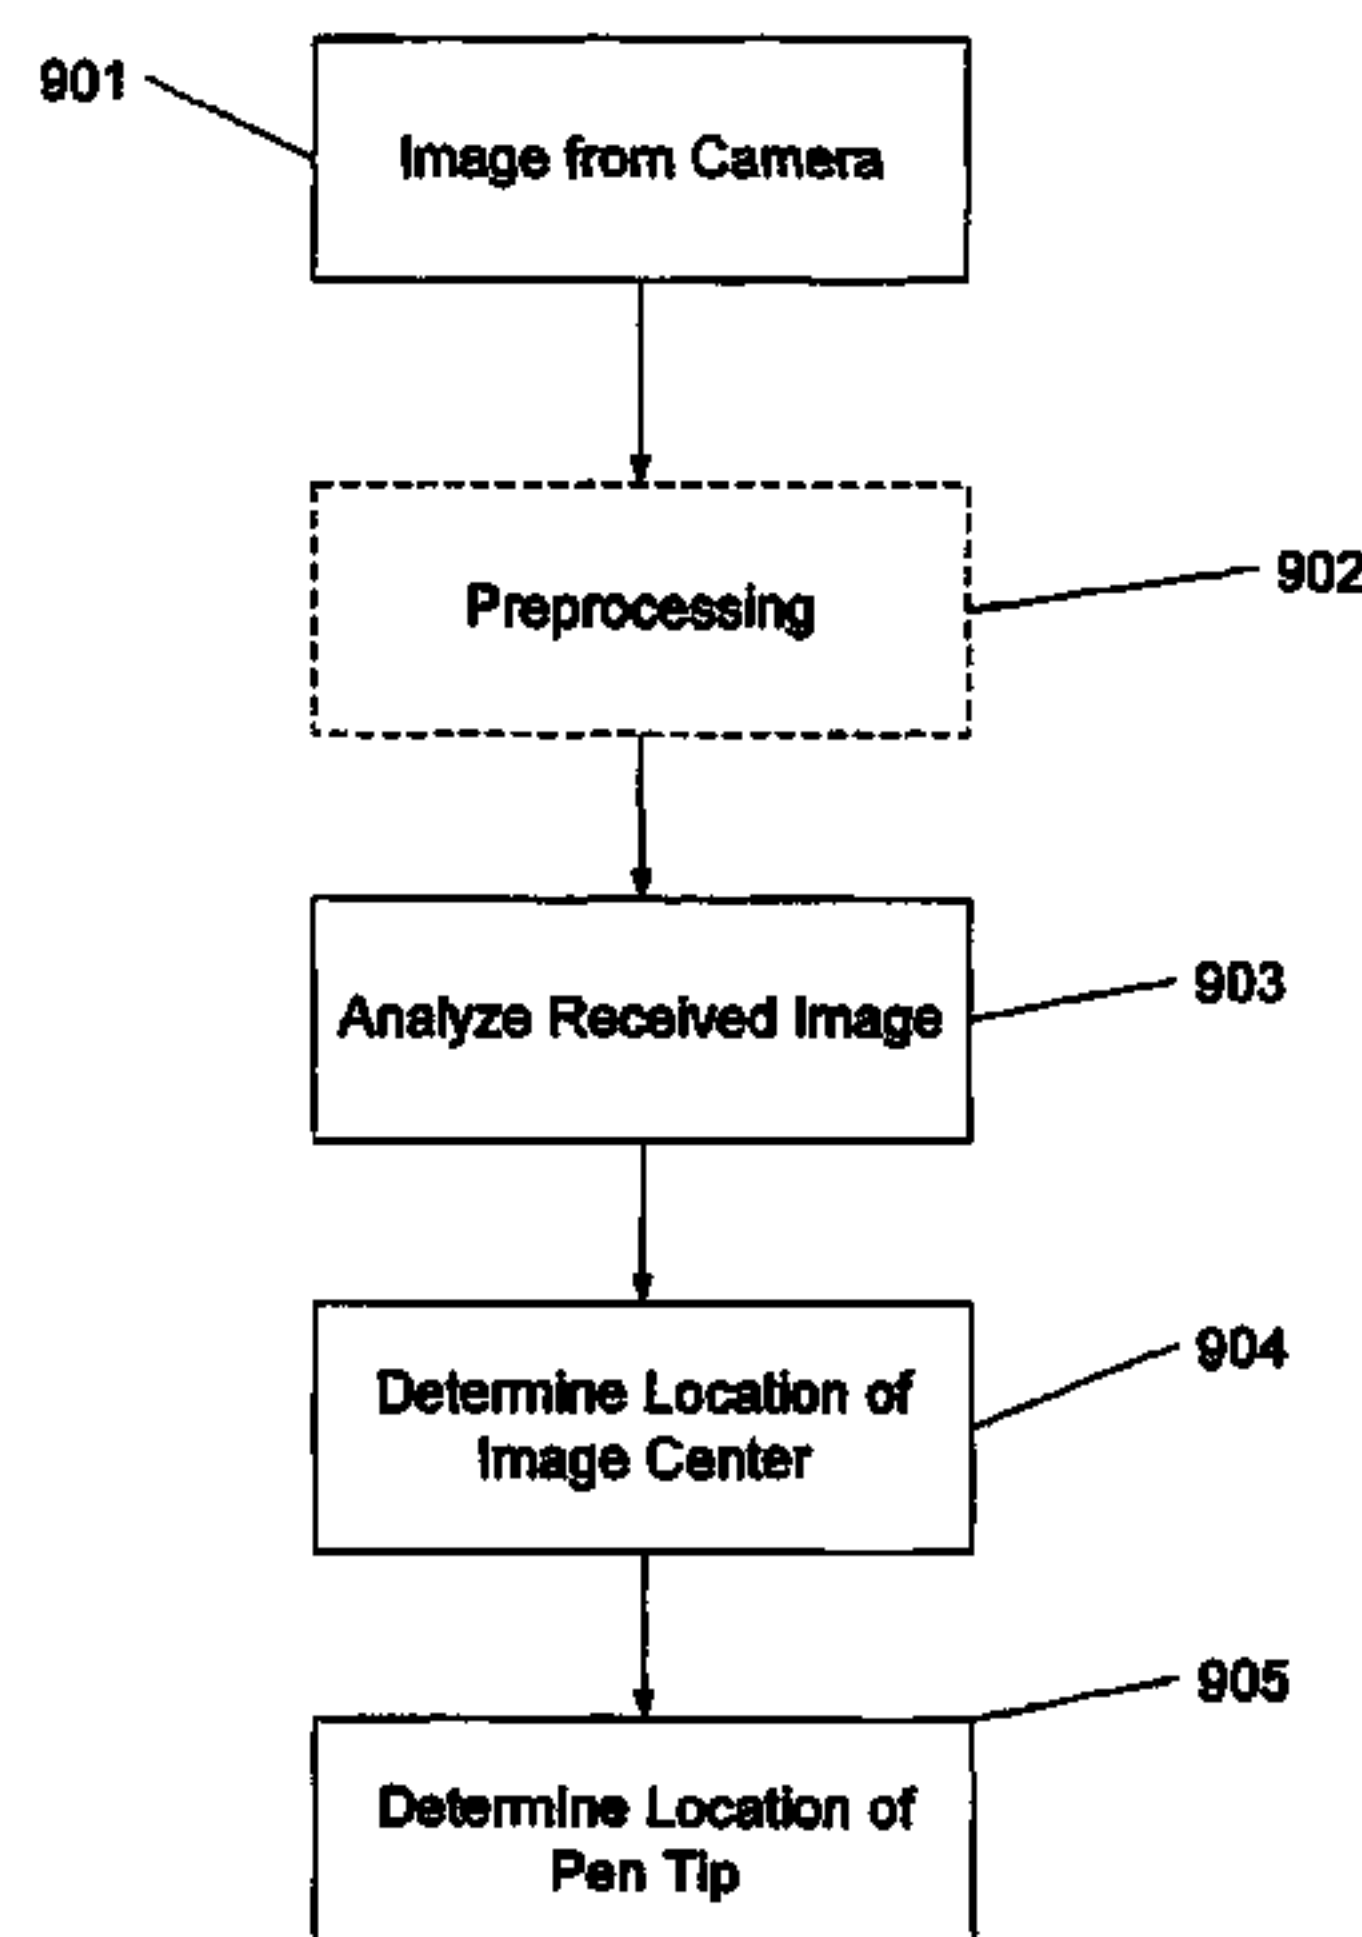 901
Image from Camera
Preprocessing
902
Analyze Received Image
903
Determine Location of
Image Center
904
905
Determine Location of
Pen Tip